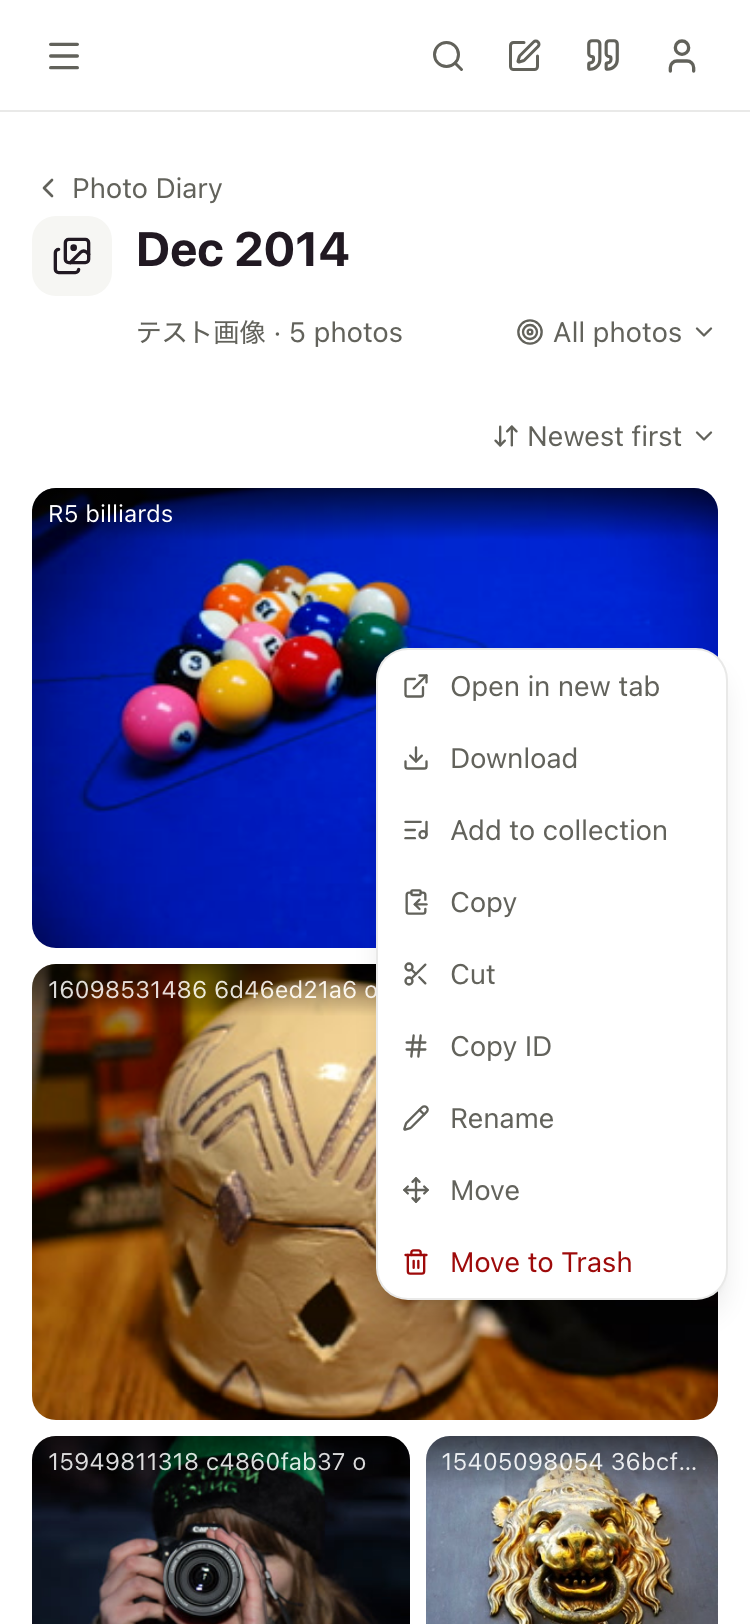 Photo Diary
Dec 2014
テスト画像 · 5 photos
All photos
Newest first
R5 billiards
Open in new tab
Download
Add to collection
Copy
Cut
Copy ID
Rename
Move
Move to Trash
16098531486 6d46ed21a6 o
15949811318 c4860fab37 o
15405098054 36bcf...
Canon